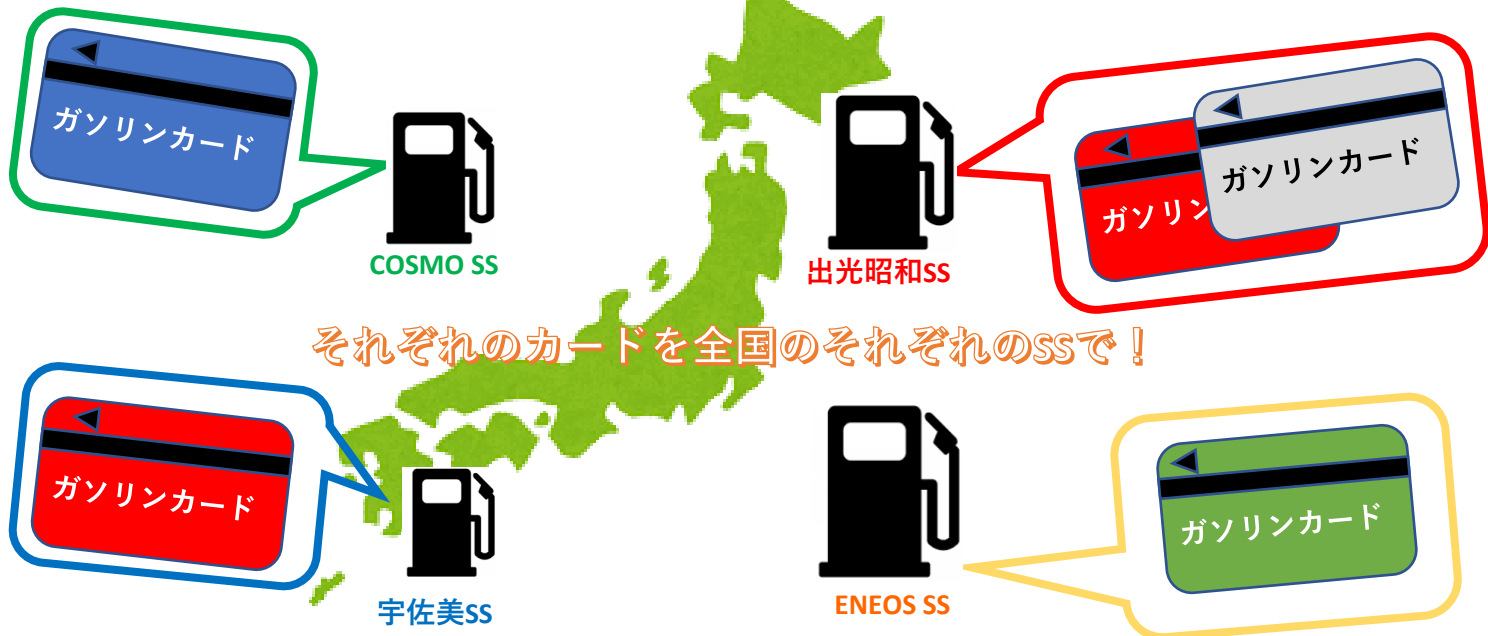 ガソリンカード
COSMO SS
ガソリン
ガソリンカード
出光昭和SS
それぞれのカードを全国のそれぞれのSSで！
ガソリンカード
宇佐美SS
ガソリンカード
ENEOS SS